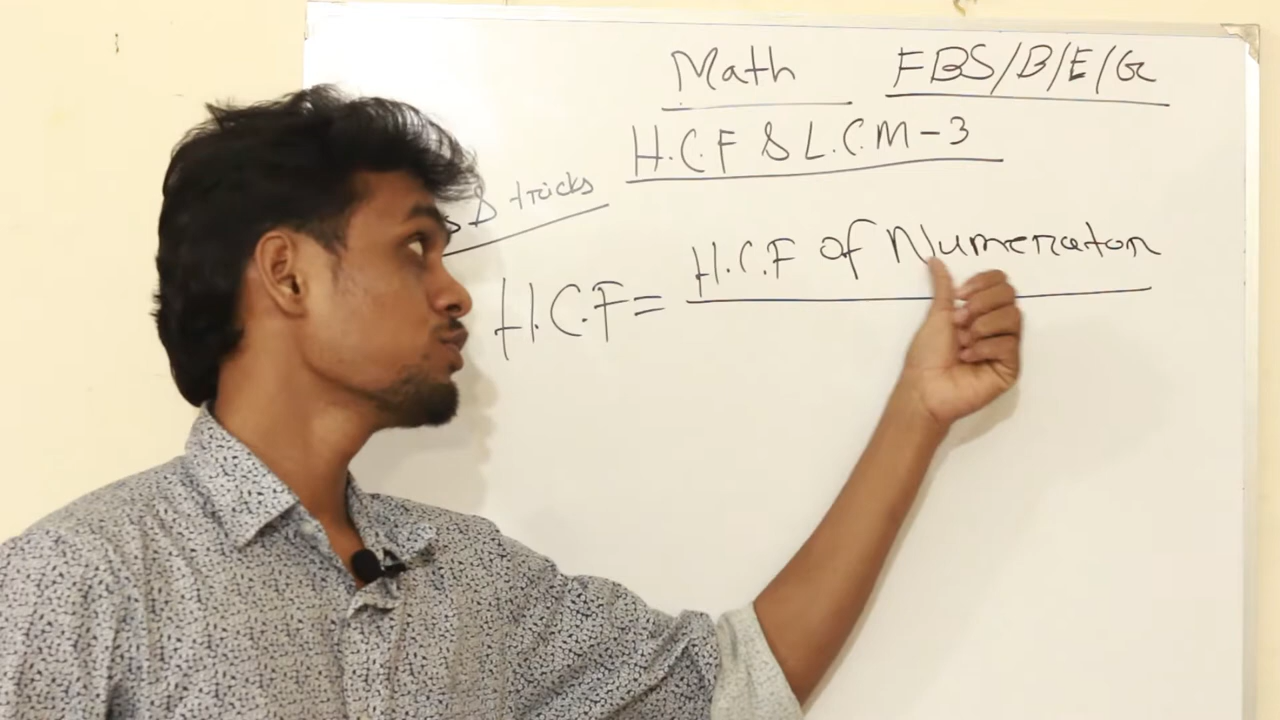 Math FBS/B/E/G
H.C.F & L.C.M-3
& tricks
H.C.F = H.C.F of Numerator